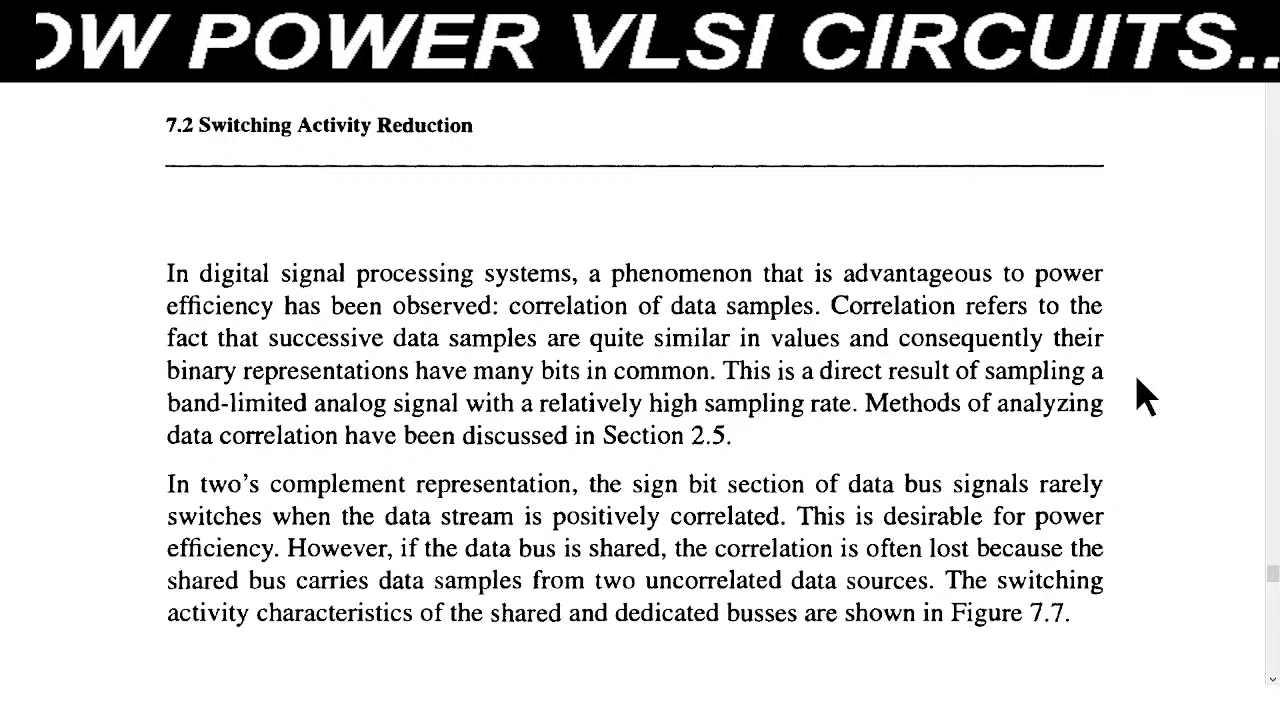 OW POWER VLSI CIRCUITS..
7.2 Switching Activity Reduction
In digital signal processing systems, a phenomenon that is advantageous to power
efficiency has been observed: correlation of data samples. Correlation refers to the
fact that successive data samples are quite similar in values and consequently their
binary representations have many bits in common. This is a direct result of sampling a
band-limited analog signal with a relatively high sampling rate. Methods of analyzing
data correlation have been discussed in Section 2.5.
In two's complement representation, the sign bit section of data bus signals rarely
switches when the data stream is positively correlated. This is desirable for power
efficiency. However, if the data bus is shared, the correlation is often lost because the
shared bus carries data samples from two uncorrelated data sources. The switching
activity characteristics of the shared and dedicated busses are shown in Figure 7.7.